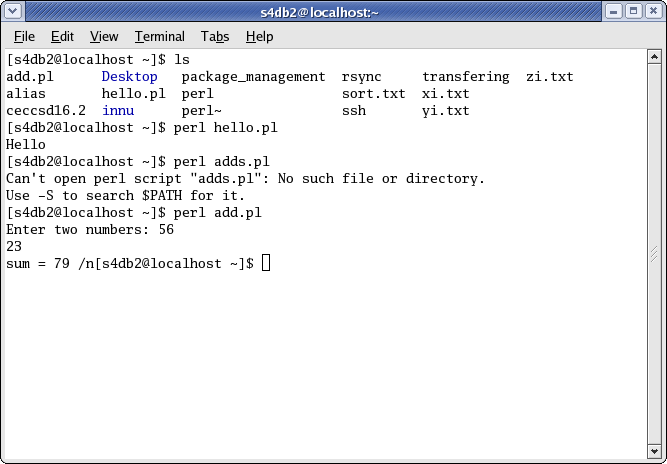 s4db2@localhost:~
File Edit View Terminal Tabs Help
[s4db2@localhost ~]$ ls
add.pl Desktop package_management rsync transfering zi.txt
alias hello.pl perl sort.txt xi.txt
ceccsd16.2 innu perl~ ssh yi.txt
[s4db2@localhost ~]$ perl hello.pl
Hello
[s4db2@localhost ~]$ perl adds.pl
Can't open perl script "adds.pl": No such file or directory.
Use -S to search $PATH for it.
[s4db2@localhost ~]$ perl add.pl
Enter two numbers: 56
23
sum = 79 /n[s4db2@localhost ~]$